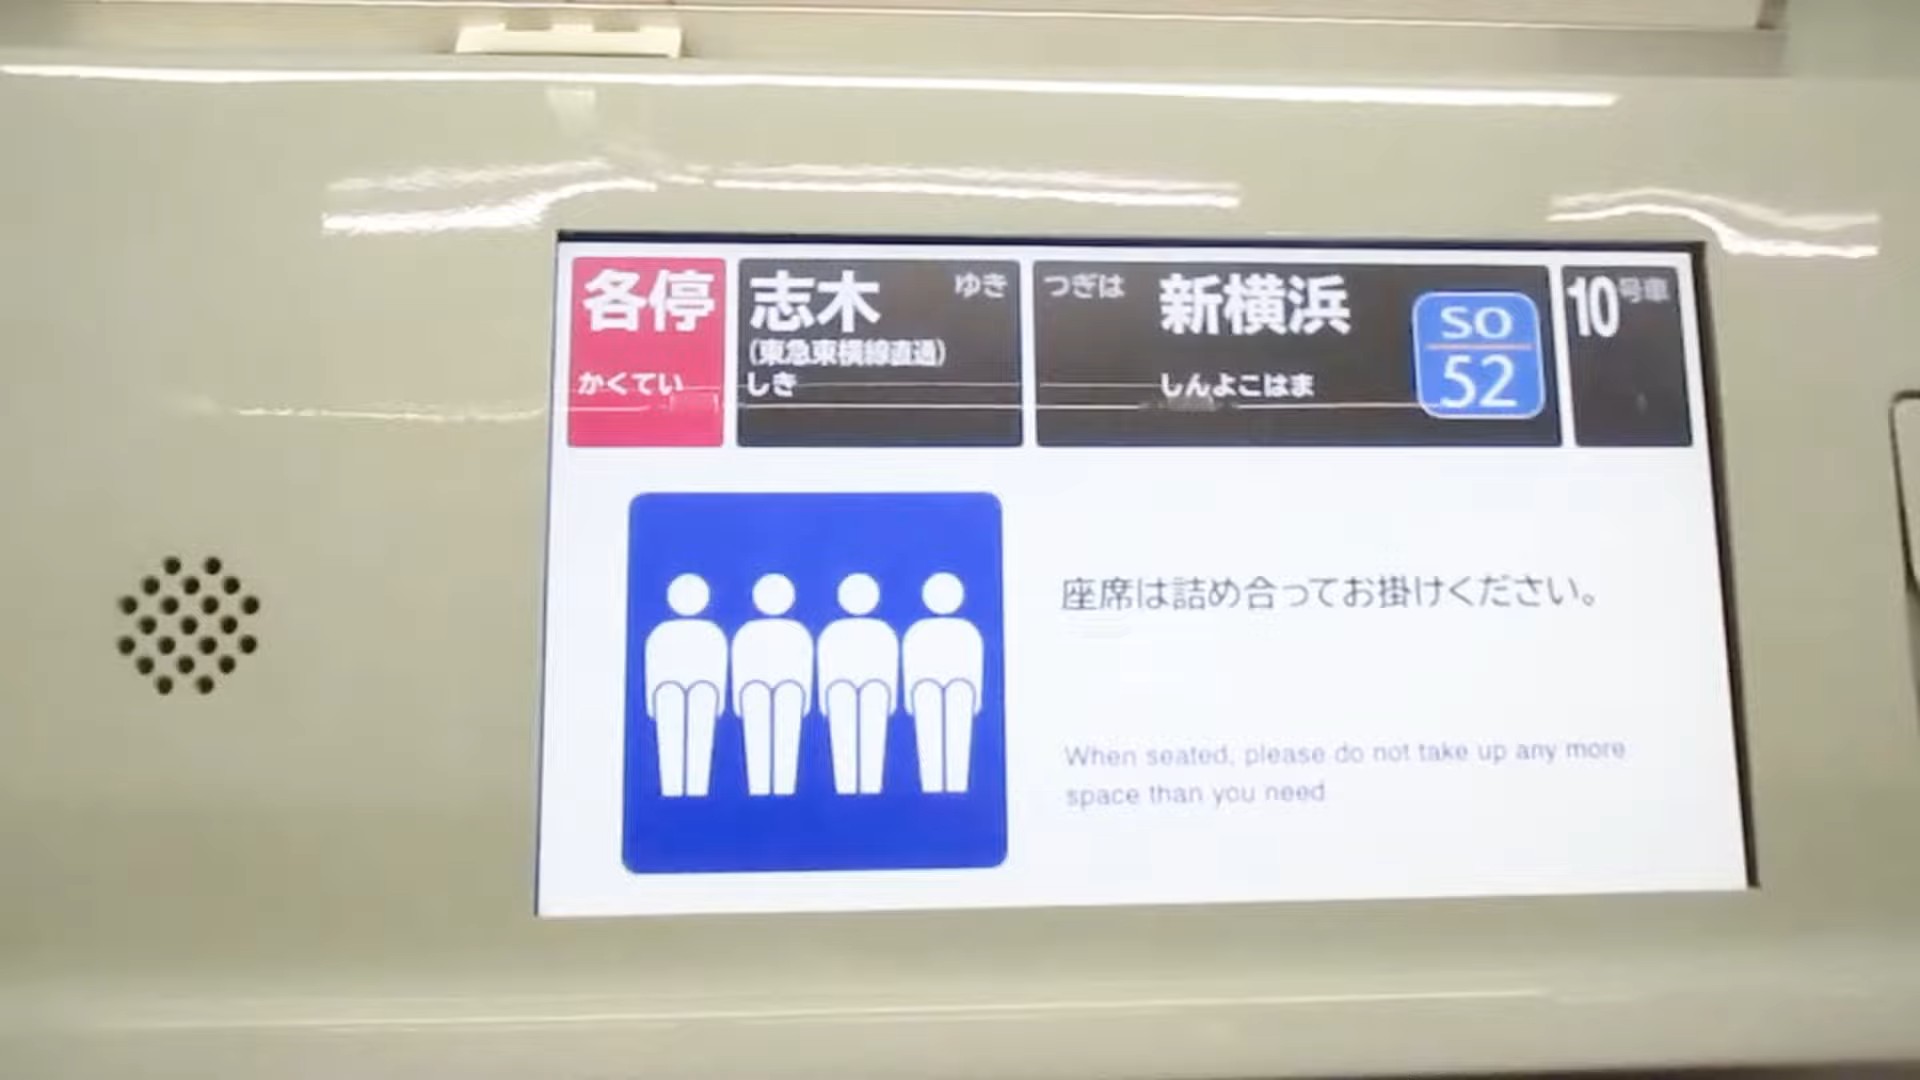 各停
かくてい
志木 ゆき
(東急東横線直通)
しき
つぎは 新横浜
しんよこはま
SO
52
10号車
座席は詰め合ってお掛けください。
When seated, please do not take up any more
space than you need